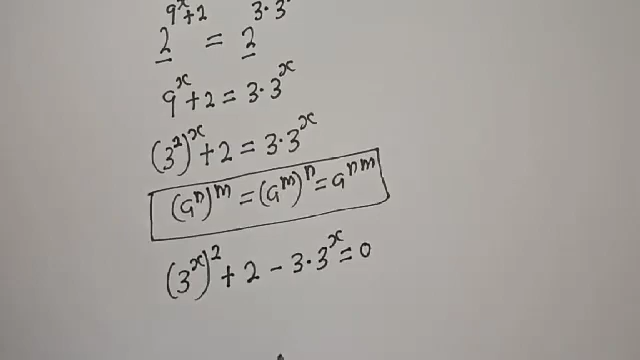 2^(9^x+2) = 2^(3·3^x)
9^x + 2 = 3·3^x
(3^2)^x + 2 = 3·3^x
(a^n)^m = (a^m)^n = a^nm
(3^x)^2 + 2 - 3·3^x = 0